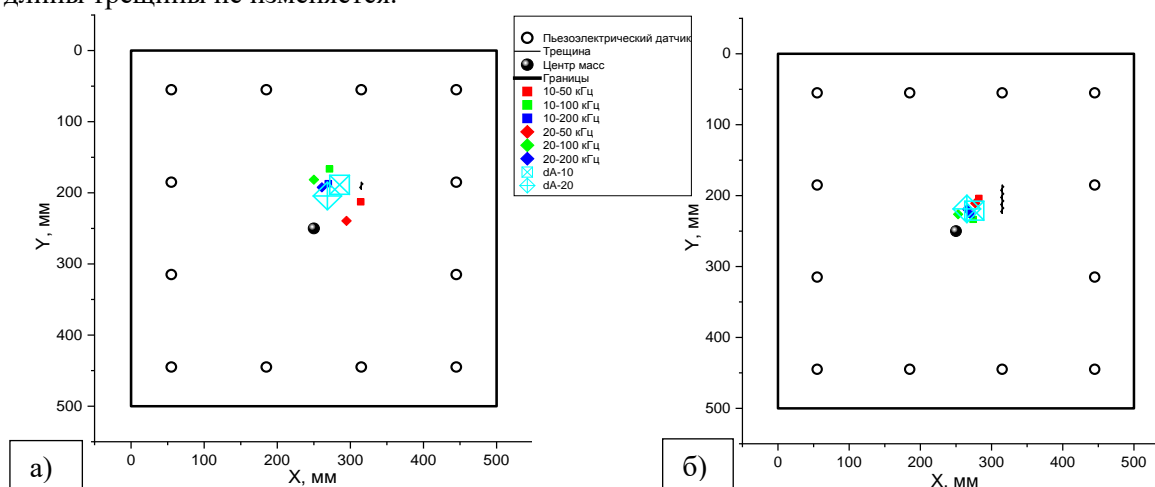 длины трещины не изменяется.
Пьезоэлектрический датчик
Трещина
Центр масс
Границы
10-50 кГц
10-100 кГц
10-200 кГц
20-50 кГц
20-100 кГц
20-200 кГц
dA-10
dA-20
0
100
200
300
400
500
Y, мм
0
100
200
300
400
500
X, мм
а)
0
100
200
300
400
500
Y, мм
0
100
200
300
400
500
X, мм
б)